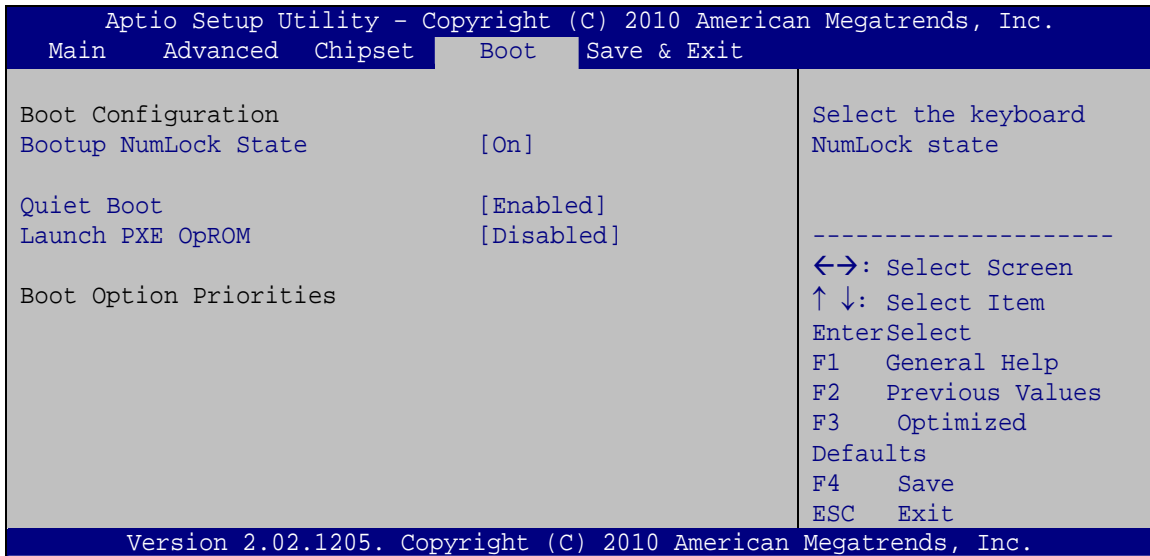 Aptio Setup Utility – Copyright (C) 2010 American Megatrends, Inc.
Main Advanced Chipset Boot Save & Exit
Boot Configuration
Bootup NumLock State [On]
Quiet Boot [Enabled]
Launch PXE OpROM [Disabled]
Boot Option Priorities
Select the keyboard
NumLock state
---------------------
←→: Select Screen
↑ ↓: Select Item
EnterSelect
F1 General Help
F2 Previous Values
F3 Optimized
Defaults
F4 Save
ESC Exit
Version 2.02.1205. Copyright (C) 2010 American Megatrends, Inc.